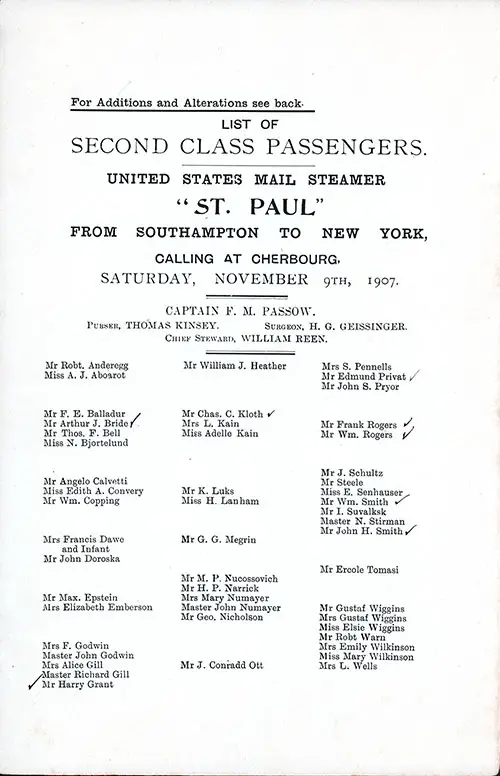 For Additions and Alterations see back.
LIST OF
SECOND CLASS PASSENGERS.
UNITED STATES MAIL STEAMER
"ST. PAUL"
FROM SOUTHAMPTON TO NEW YORK,
CALLING AT CHERBOURG,
SATURDAY, NOVEMBER 9TH, 1907.
CAPTAIN F. M. PASSOW.
PURSER, THOMAS KINSEY. SURGEON, H. G. GEISSINGER.
CHIEF STEWARD, WILLIAM REEN.
Mr Robt. Anderegg
Miss A. J. Aboarot
Mr F. E. Balladur
Mr Arthur J. Bride
Mr Thos. F. Bell
Miss N. Bjortelund
Mr Angelo Calvetti
Miss Edith A. Convery
Mr Wm. Copping
Mrs Francis Dawe
and Infant
Mr John Doroska
Mr Max. Epstein
Mrs Elizabeth Emberson
Mrs F. Godwin
Master John Godwin
Mrs Alice Gill
Master Richard Gill
Mr Harry Grant
Mr William J. Heather
Mr Chas. C. Kloth
Mrs L. Kain
Miss Adelle Kain
Mr K. Luks
Miss H. Lanham
Mr G. G. Megrin
Mr M. P. Nucossovich
Mr H. P. Narrick
Mrs Mary Numayer
Master John Numayer
Mr Geo. Nicholson
Mr J. Conradd Ott
Mrs S. Pennells
Mr Edmund Privat
Mr John S. Pryor
Mr Frank Rogers
Mr Wm. Rogers
Mr J. Schultz
Mr Steele
Miss E. Senhauser
Mr Wm. Smith
Mr I. Suvalksk
Master N. Stirman
Mr John H. Smith
Mr Ercole Tomasi
Mr Gustaf Wiggins
Mrs Gustaf Wiggins
Miss Elsie Wiggins
Mr Robt Warn
Mrs Emily Wilkinson
Miss Mary Wilkinson
Mrs L. Wells